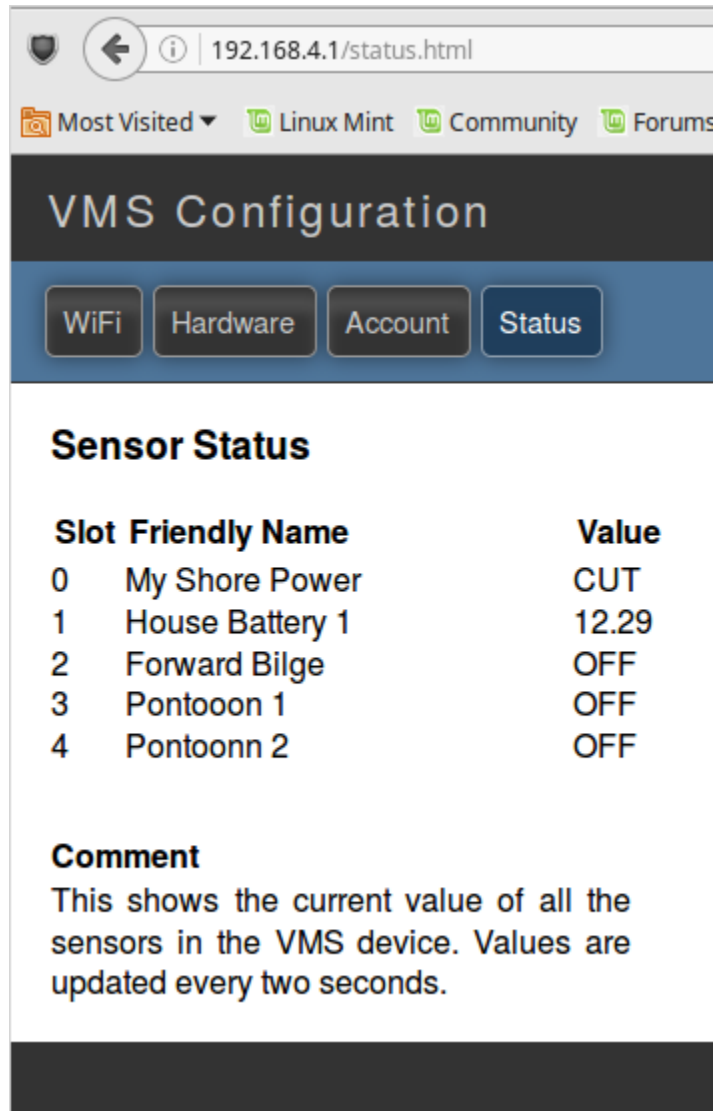 192.168.4.1/status.html
Most Visited Linux Mint Community Forums
VMS Configuration
WiFi Hardware Account Status
Sensor Status
Slot Friendly Name Value
0 My Shore Power CUT
1 House Battery 1 12.29
2 Forward Bilge OFF
3 Pontooon 1 OFF
4 Pontoonn 2 OFF
Comment
This shows the current value of all the
sensors in the VMS device. Values are
updated every two seconds.